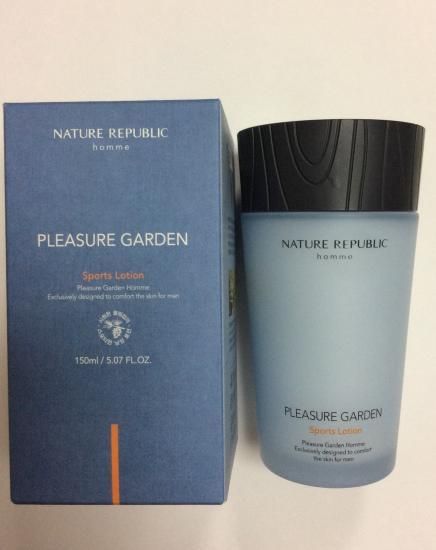 NATURE REPUBLIC
homme
PLEASURE GARDEN
Sports Lotion
Pleasure Garden Homme
Exclusively designed to comfort the skin for men
150ml / 5.07 FL.OZ.
NATURE REPUBLIC
homme
PLEASURE GARDEN
Sports Lotion
Pleasure Garden Homme
Exclusively designed to comfort
the skin for men